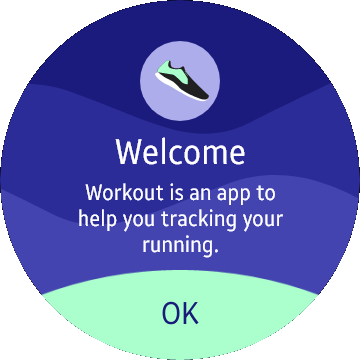 Welcome
Workout is an app to
help you tracking your
running.
OK